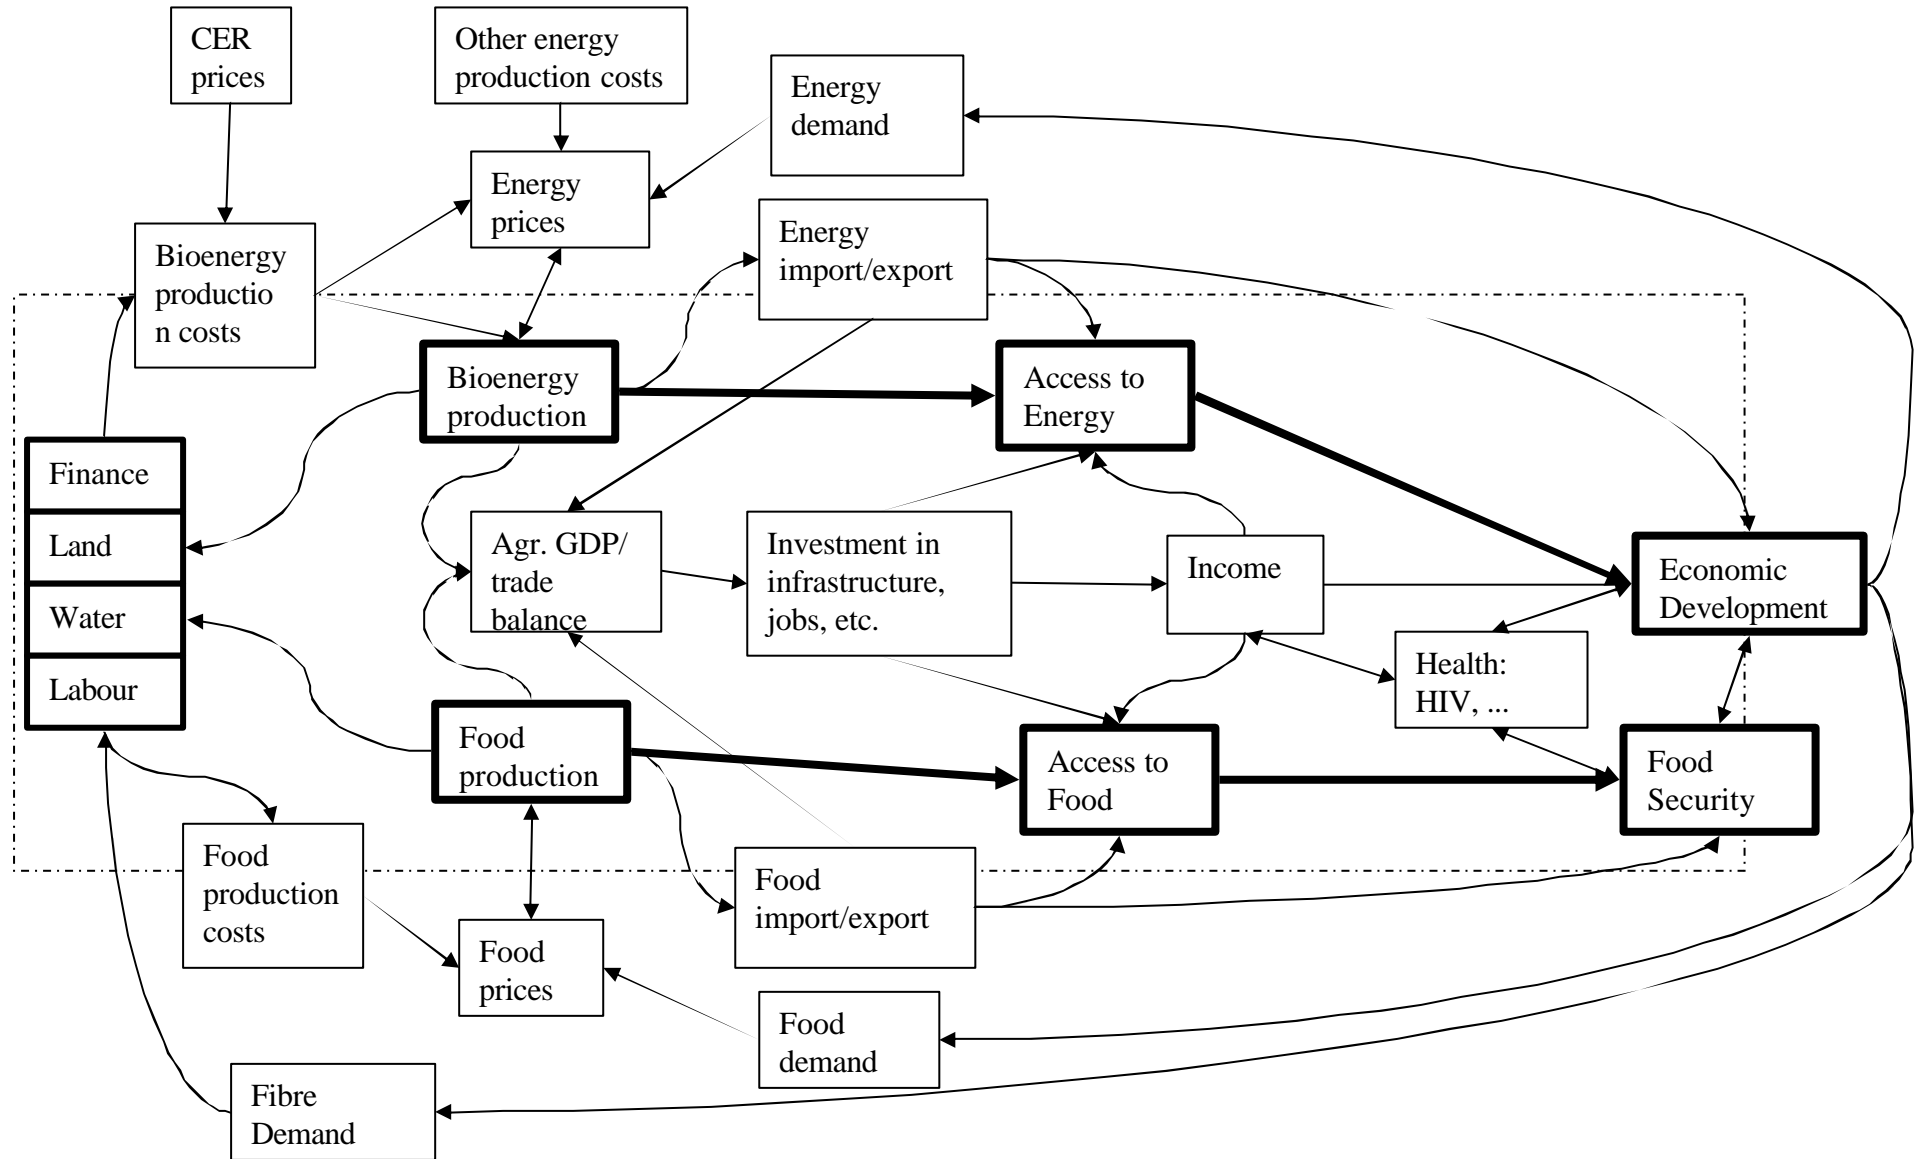 CER
prices
Other energy
production costs
Energy
demand
Energy
prices
Energy
import/export
Bioenergy
productio
n costs
Bioenergy
production
Access to
Energy
Finance
Land
Water
Labour
Agr. GDP/
trade
balance
Investment in
infrastructure,
jobs, etc.
Income
Economic
Development
Health:
HIV, ...
Food
production
Access to
Food
Food
Security
Food
production
costs
Food
import/export
Food
prices
Food
demand
Fibre
Demand